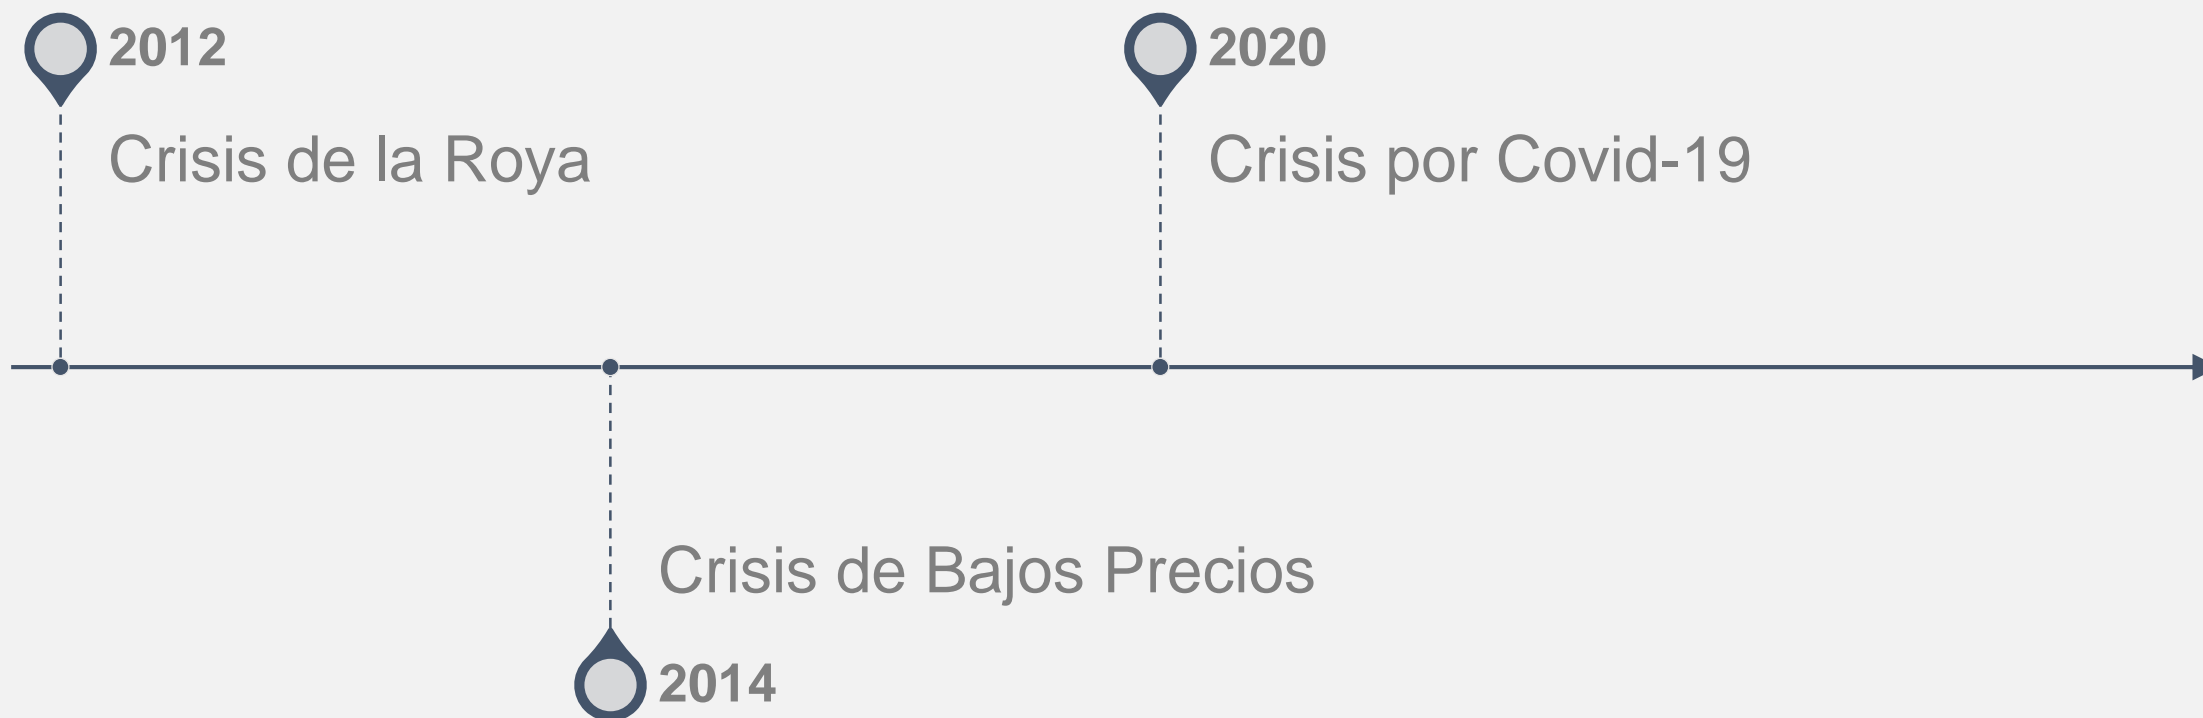 2012
Crisis de la Roya
2020
Crisis por Covid-19
Crisis de Bajos Precios
2014